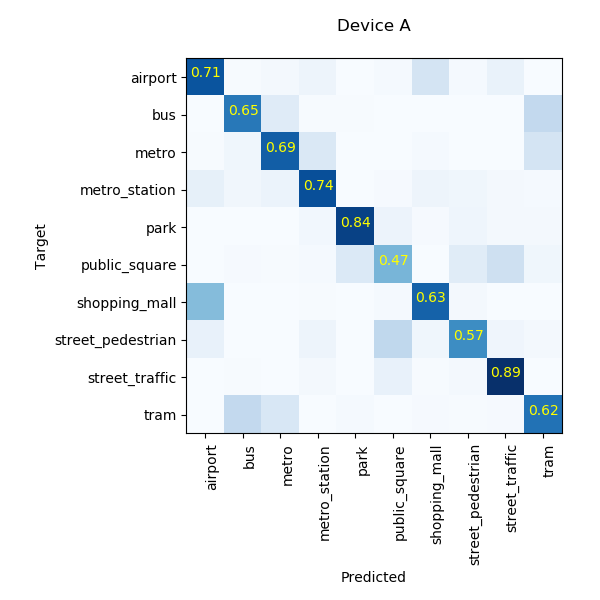 Device A
airport
0.71
bus
0.65
metro
0.69
metro_station
0.74
park
0.84
public_square
0.47
shopping_mall
0.63
street_pedestrian
0.57
street_traffic
0.89
tram
0.62
Target
airport
bus
metro
metro_station
park
public_square
shopping_mall
street_pedestrian
street_traffic
tram
Predicted